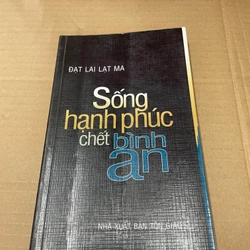 ĐẠT LAI LẠT MA
Sống
hạnh phúc
chết bình
an
NHÀ XUẤT BẢN TÔN GIÁO